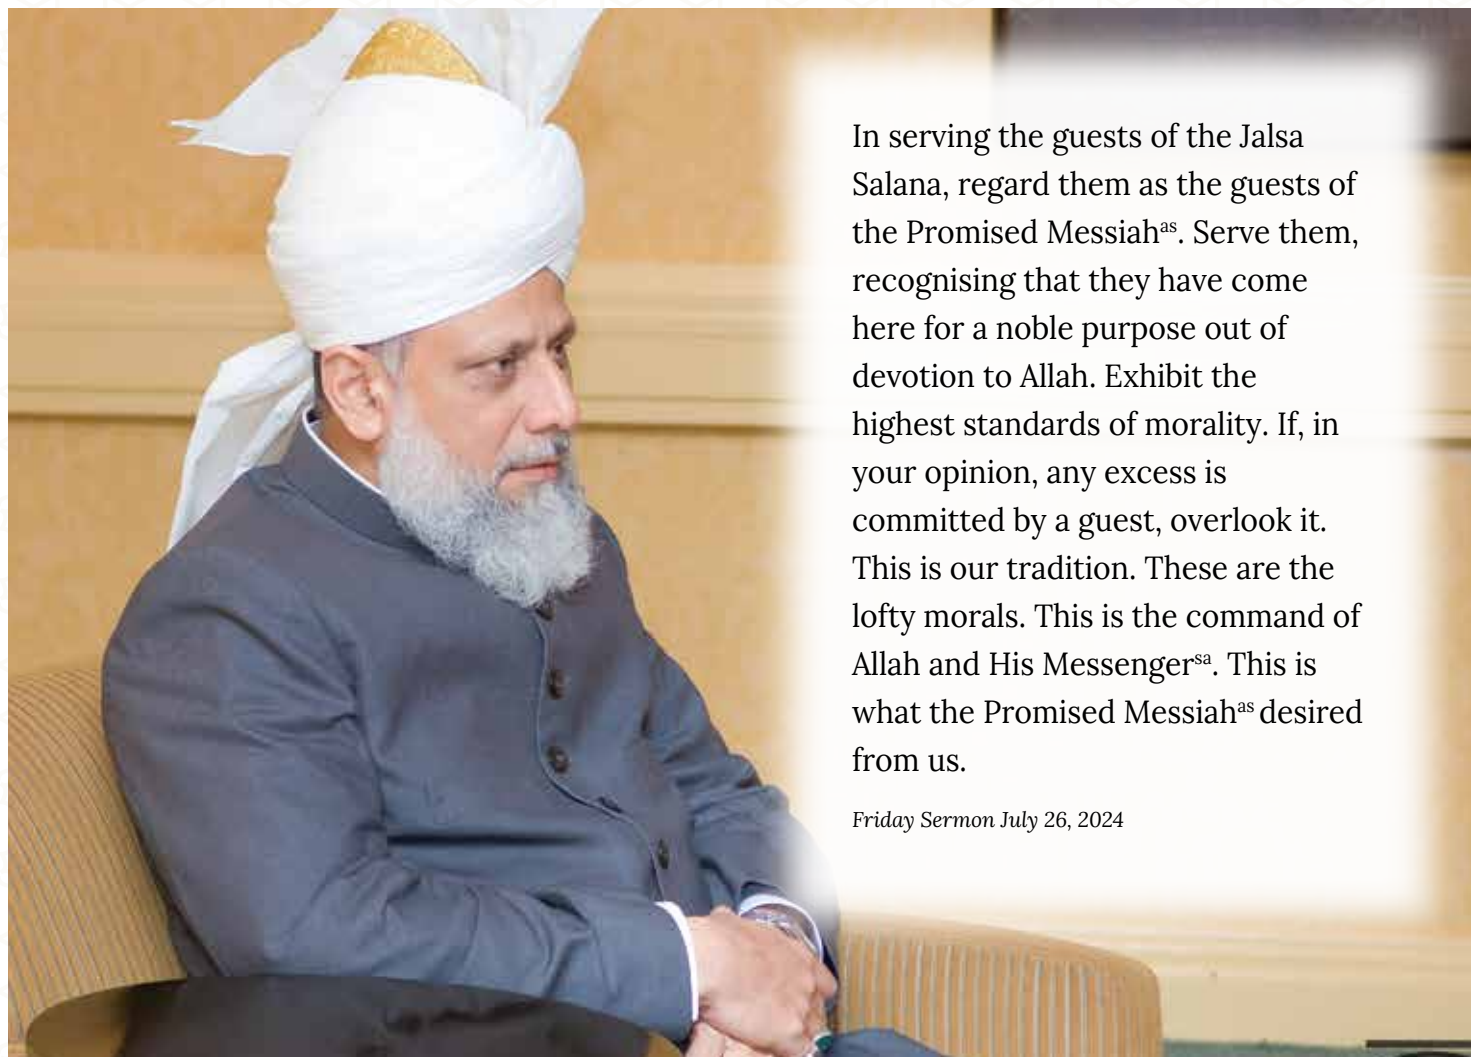 In serving the guests of the Jalsa
Salana, regard them as the guests of
the Promised Messiahᵃˢ. Serve them,
recognising that they have come
here for a noble purpose out of
devotion to Allah. Exhibit the
highest standards of morality. If, in
your opinion, any excess is
committed by a guest, overlook it.
This is our tradition. These are the
lofty morals. This is the command of
Allah and His Messengerˢᵃ. This is
what the Promised Messiahᵃˢ desired
from us.
Friday Sermon July 26, 2024